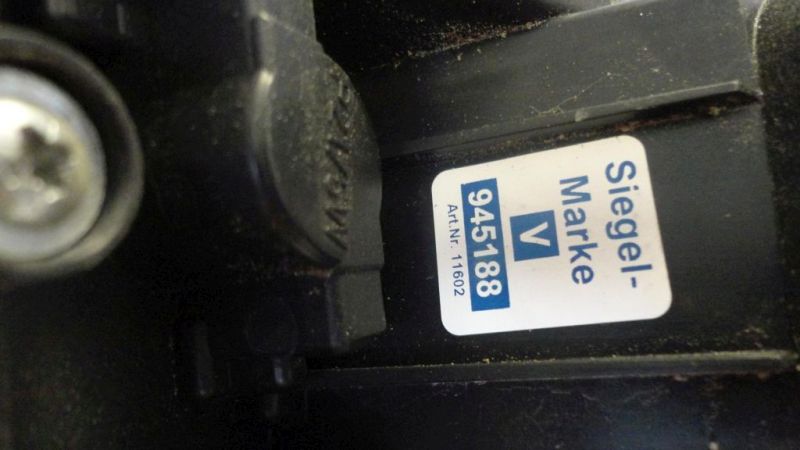 Siegel-
Marke
V
945188
Art.Nr. 11602